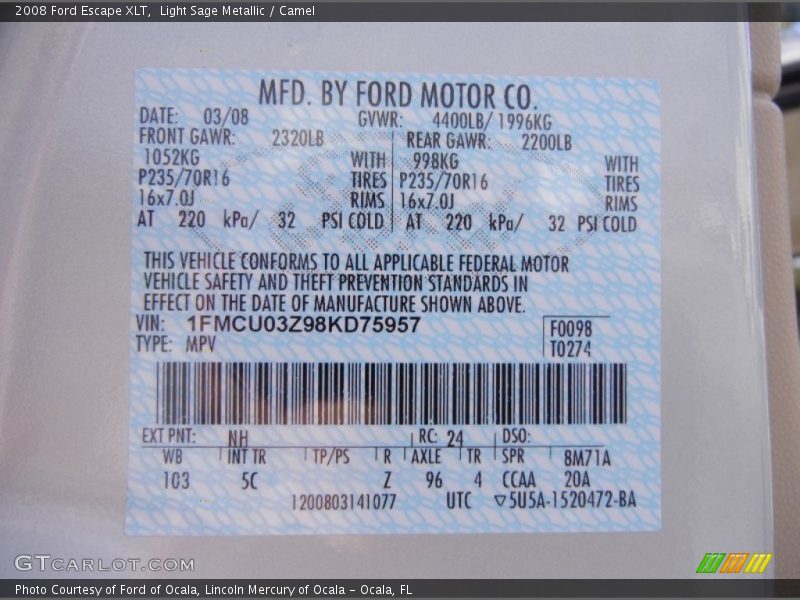 2008 Ford Escape XLT, Light Sage Metallic / Camel
MFD. BY FORD MOTOR CO.
DATE: 03/08 GVWR: 4400LB/ 1996KG
FRONT GAWR: 2320LB REAR GAWR: 2200LB
1052KG WITH 998KG WITH
P235/70R16 TIRES P235/70R16 TIRES
16x7.0J RIMS 16x7.0J RIMS
AT 220 kPa/ 32 PSI COLD AT 220 kPa/ 32 PSI COLD
THIS VEHICLE CONFORMS TO ALL APPLICABLE FEDERAL MOTOR
VEHICLE SAFETY AND THEFT PREVENTION STANDARDS IN
EFFECT ON THE DATE OF MANUFACTURE SHOWN ABOVE.
VIN: 1FMCU03Z98KD75957 F0098
TYPE: MPV T0274
EXT PNT: NH RC: 24 DSO:
WB INT TR TP/PS R AXLE TR SPR 8M71A
103 5C Z 96 4 CCAA 20A
1200803141077 UTC ▽5U5A-1520472-BA
GTCARLOT.COM
Photo Courtesy of Ford of Ocala, Lincoln Mercury of Ocala - Ocala, FL